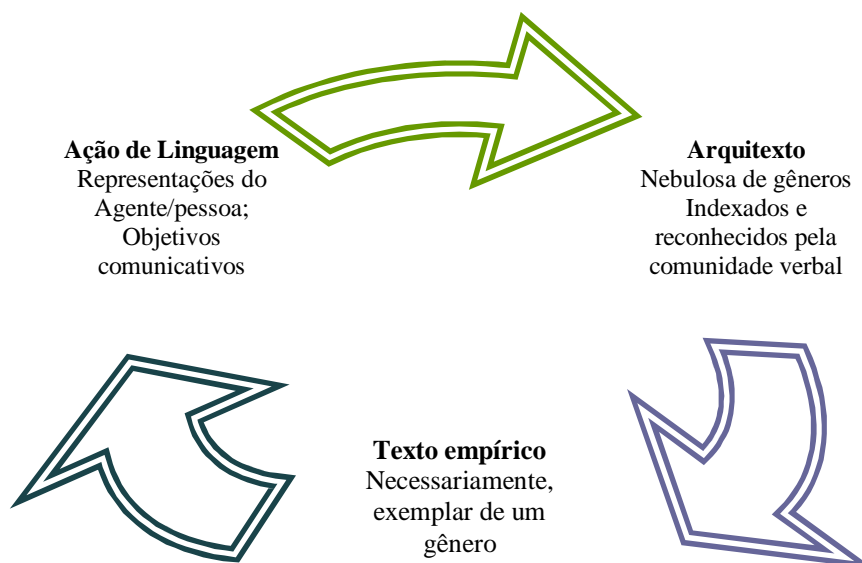 Ação de Linguagem
Representações do
Agente/pessoa;
Objetivos
comunicativos
Arquitexto
Nebulosa de gêneros
Indexados e
reconhecidos pela
comunidade verbal
Texto empírico
Necessariamente,
exemplar de um
gênero